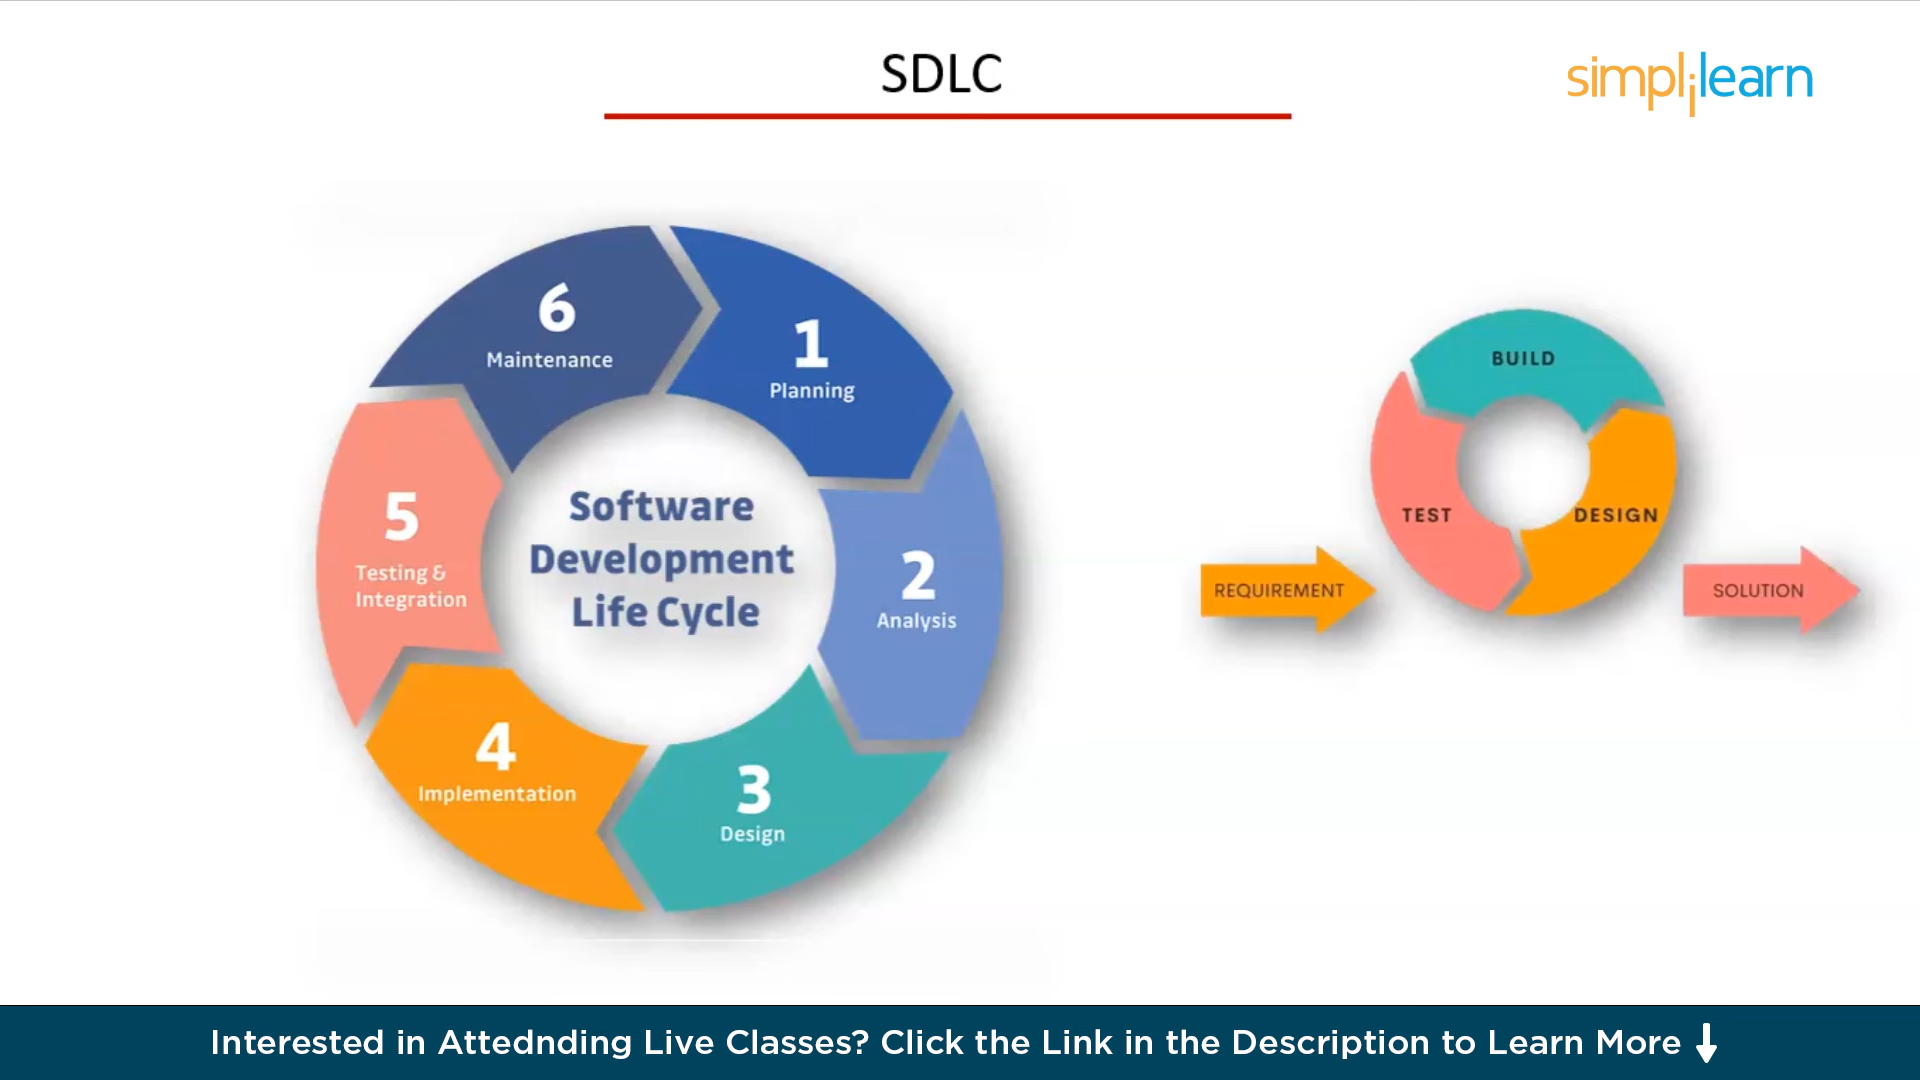 SDLC
simplilearn
6
Maintenance
1
Planning
5
Testing &
Integration
Software
Development
Life Cycle
2
Analysis
4
Implementation
3
Design
BUILD
TEST
DESIGN
REQUIREMENT
SOLUTION
Interested in Attednding Live Classes? Click the Link in the Description to Learn More